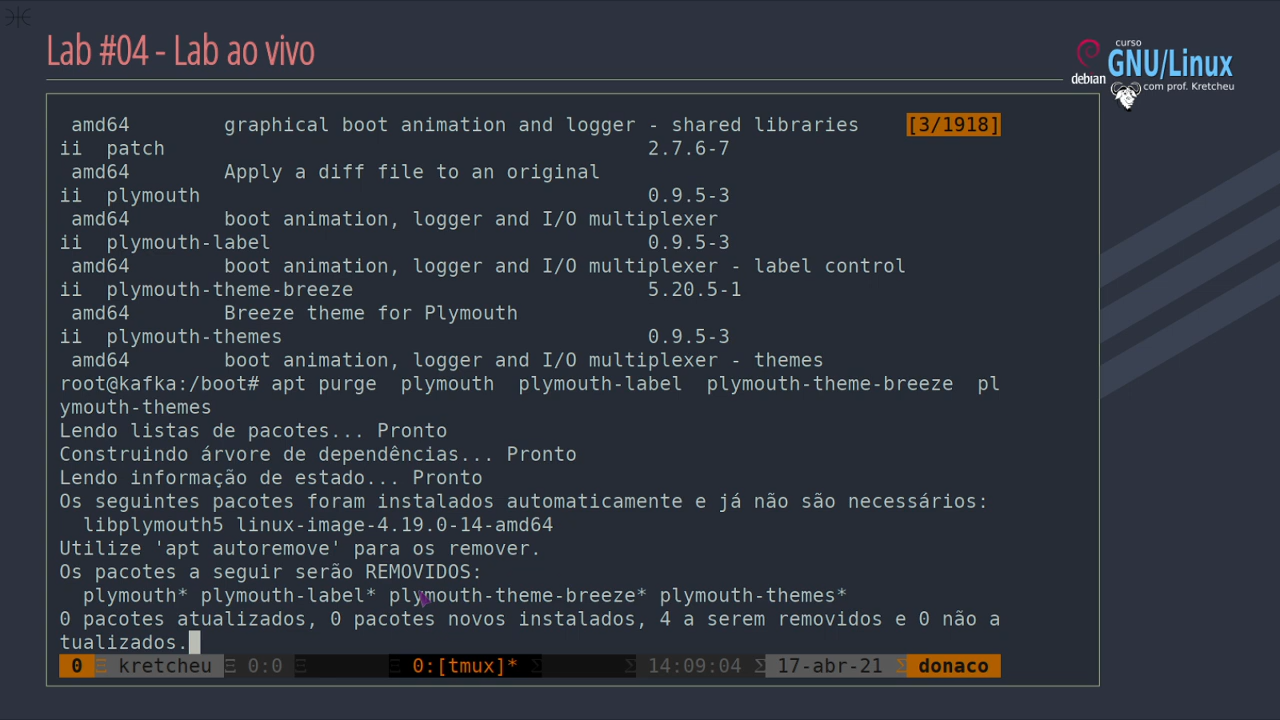 Lab #04 - Lab ao vivo
curso
GNU/Linux
debian
com prof. Kretcheu
amd64 graphical boot animation and logger - shared libraries [3/1918]
ii patch 2.7.6-7
amd64 Apply a diff file to an original
ii plymouth 0.9.5-3
amd64 boot animation, logger and I/O multiplexer
ii plymouth-label 0.9.5-3
amd64 boot animation, logger and I/O multiplexer - label control
ii plymouth-theme-breeze 5.20.5-1
amd64 Breeze theme for Plymouth
ii plymouth-themes 0.9.5-3
amd64 boot animation, logger and I/O multiplexer - themes
root@kafka:/boot# apt purge plymouth plymouth-label plymouth-theme-breeze pl
ymouth-themes
Lendo listas de pacotes... Pronto
Construindo árvore de dependências... Pronto
Lendo informação de estado... Pronto
Os seguintes pacotes foram instalados automaticamente e já não são necessários:
libplymouth5 linux-image-4.19.0-14-amd64
Utilize 'apt autoremove' para os remover.
Os pacotes a seguir serão REMOVIDOS:
plymouth* plymouth-label* plymouth-theme-breeze* plymouth-themes*
0 pacotes atualizados, 0 pacotes novos instalados, 4 a serem removidos e 0 não a
tualizados.
0 Ξ kretcheu Ξ 0:0 Ξ Ξ 0:[tmux]* Σ Σ 14:09:04 Σ 17-abr-21 Σ donaco